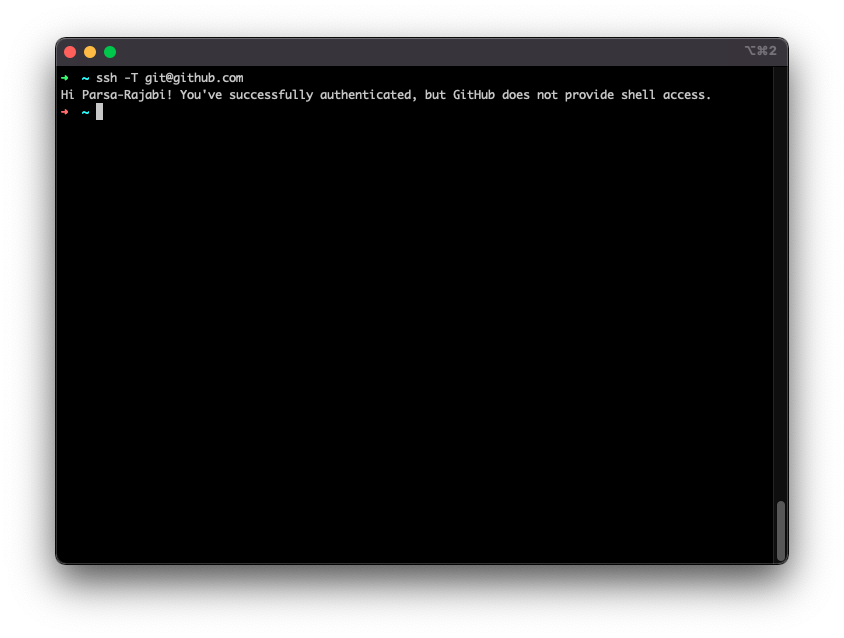 ⌥⌘2
➜ ~ ssh -T git@github.com
Hi Parsa-Rajabi! You've successfully authenticated, but GitHub does not provide shell access.
➜ ~